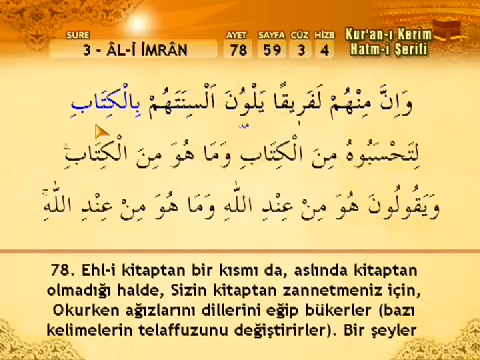 SURE AYET SAYFA CÜZ HİZB Kur'an-ı Kerim
3 - ÂL-İ İMRÂN 78 59 3 4 Hatm-i Şerifi
وَاِنَّ مِنْهُمْ لَفَرٖيقًا يَلْوُ۫نَ اَلْسِنَتَهُمْ بِالْكِتَابِ
لِتَحْسَبُوهُ مِنَ الْكِتَابِ وَمَا هُوَ مِنَ الْكِتَابِۚ
وَيَقُولُونَ هُوَ مِنْ عِنْدِ اللّٰهِ وَمَا هُوَ مِنْ عِنْدِ اللّٰهِۚ
78. Ehl-i kitaptan bir kısmı da, aslında kitaptan
olmadığı halde, Sizin kitaptan zannetmeniz için,
Okurken ağızlarını dillerini eğip bükerler (bazı
kelimelerin telaffuzunu değiştirirler). Bir şeyler